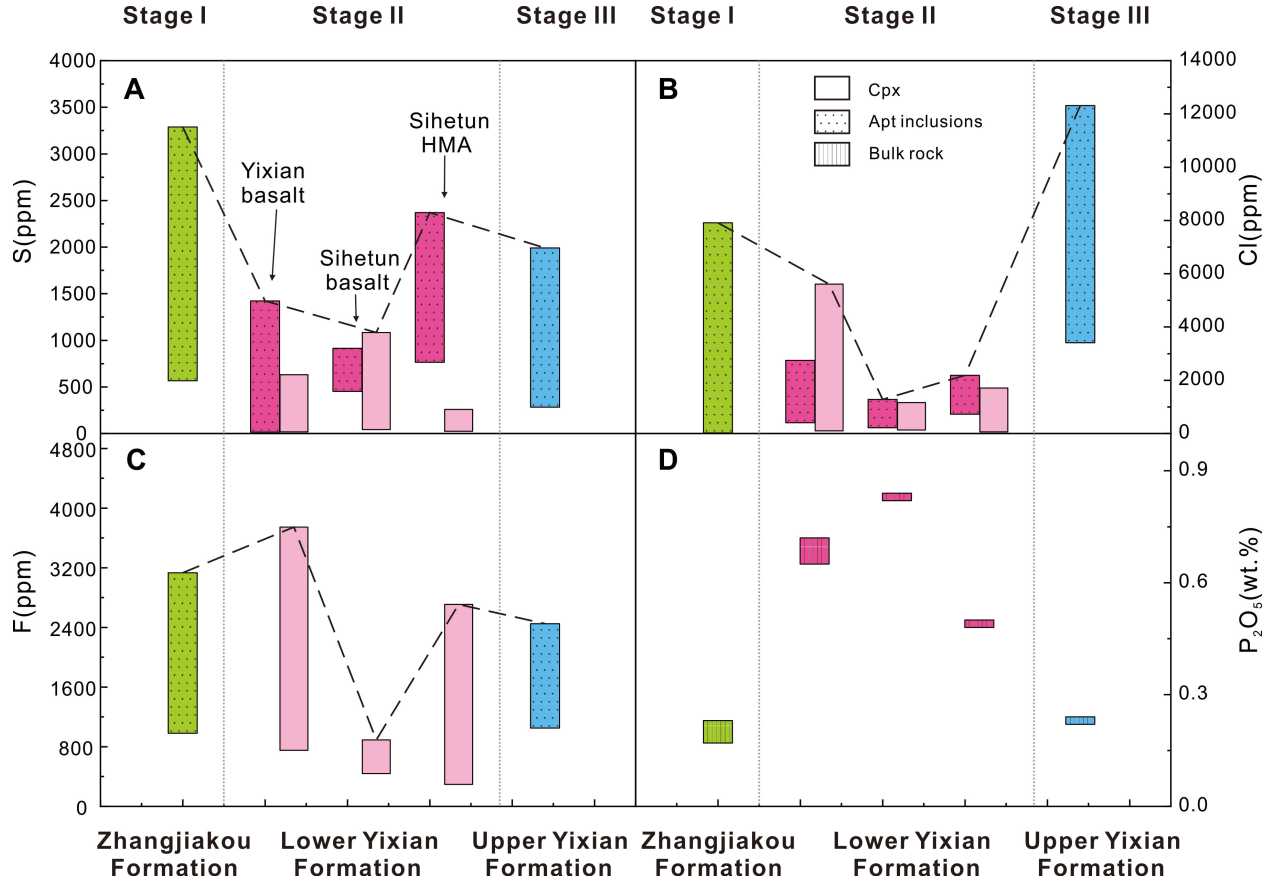 Stage I
Stage II
Stage III
Stage I
Stage II
Stage III
4000
3500
3000
2500
2000
1500
1000
500
0
S(ppm)
A
Yixian
basalt
Sihetun
basalt
Sihetun
HMA
B
Cpx
Apt inclusions
Bulk rock
14000
12000
10000
8000
6000
4000
2000
0
Cl(ppm)
4800
4000
3200
2400
1600
800
0
F(ppm)
C
D
0.9
0.6
0.3
0.0
P2O5(wt.%)
Zhangjiakou
Formation
Lower Yixian
Formation
Upper Yixian
Formation
Zhangjiakou
Formation
Lower Yixian
Formation
Upper Yixian
Formation